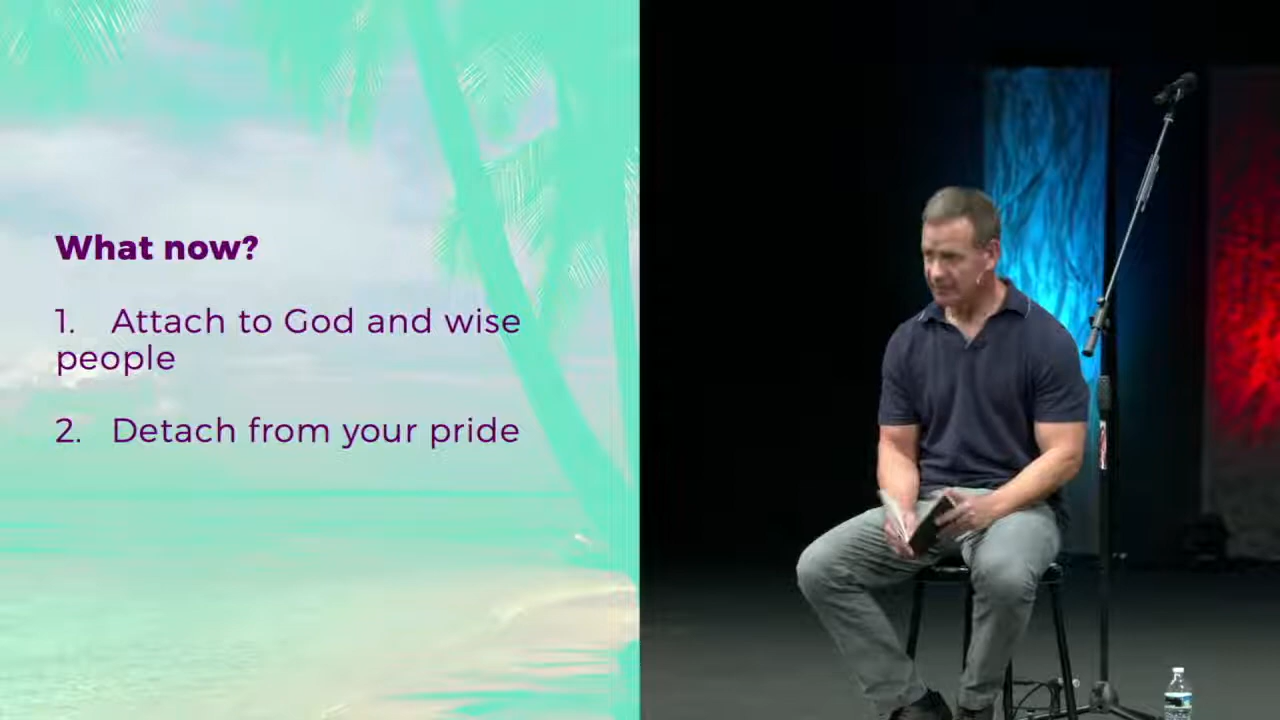 What now?
1. Attach to God and wise
people
2. Detach from your pride